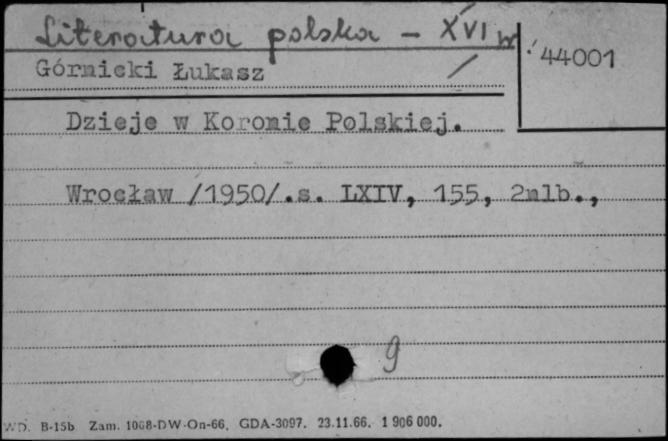 Literatura polska - XVI w.
44001
Górnicki Łukasz
Dzieje w Koronie Polskiej.
Wrocław /1950/.s. LXIV, 155, 2nlb.,
9
WD. B-15b Zam. 1068-DW-On-66. GDA-3097. 23.11.66. 1 906 000.